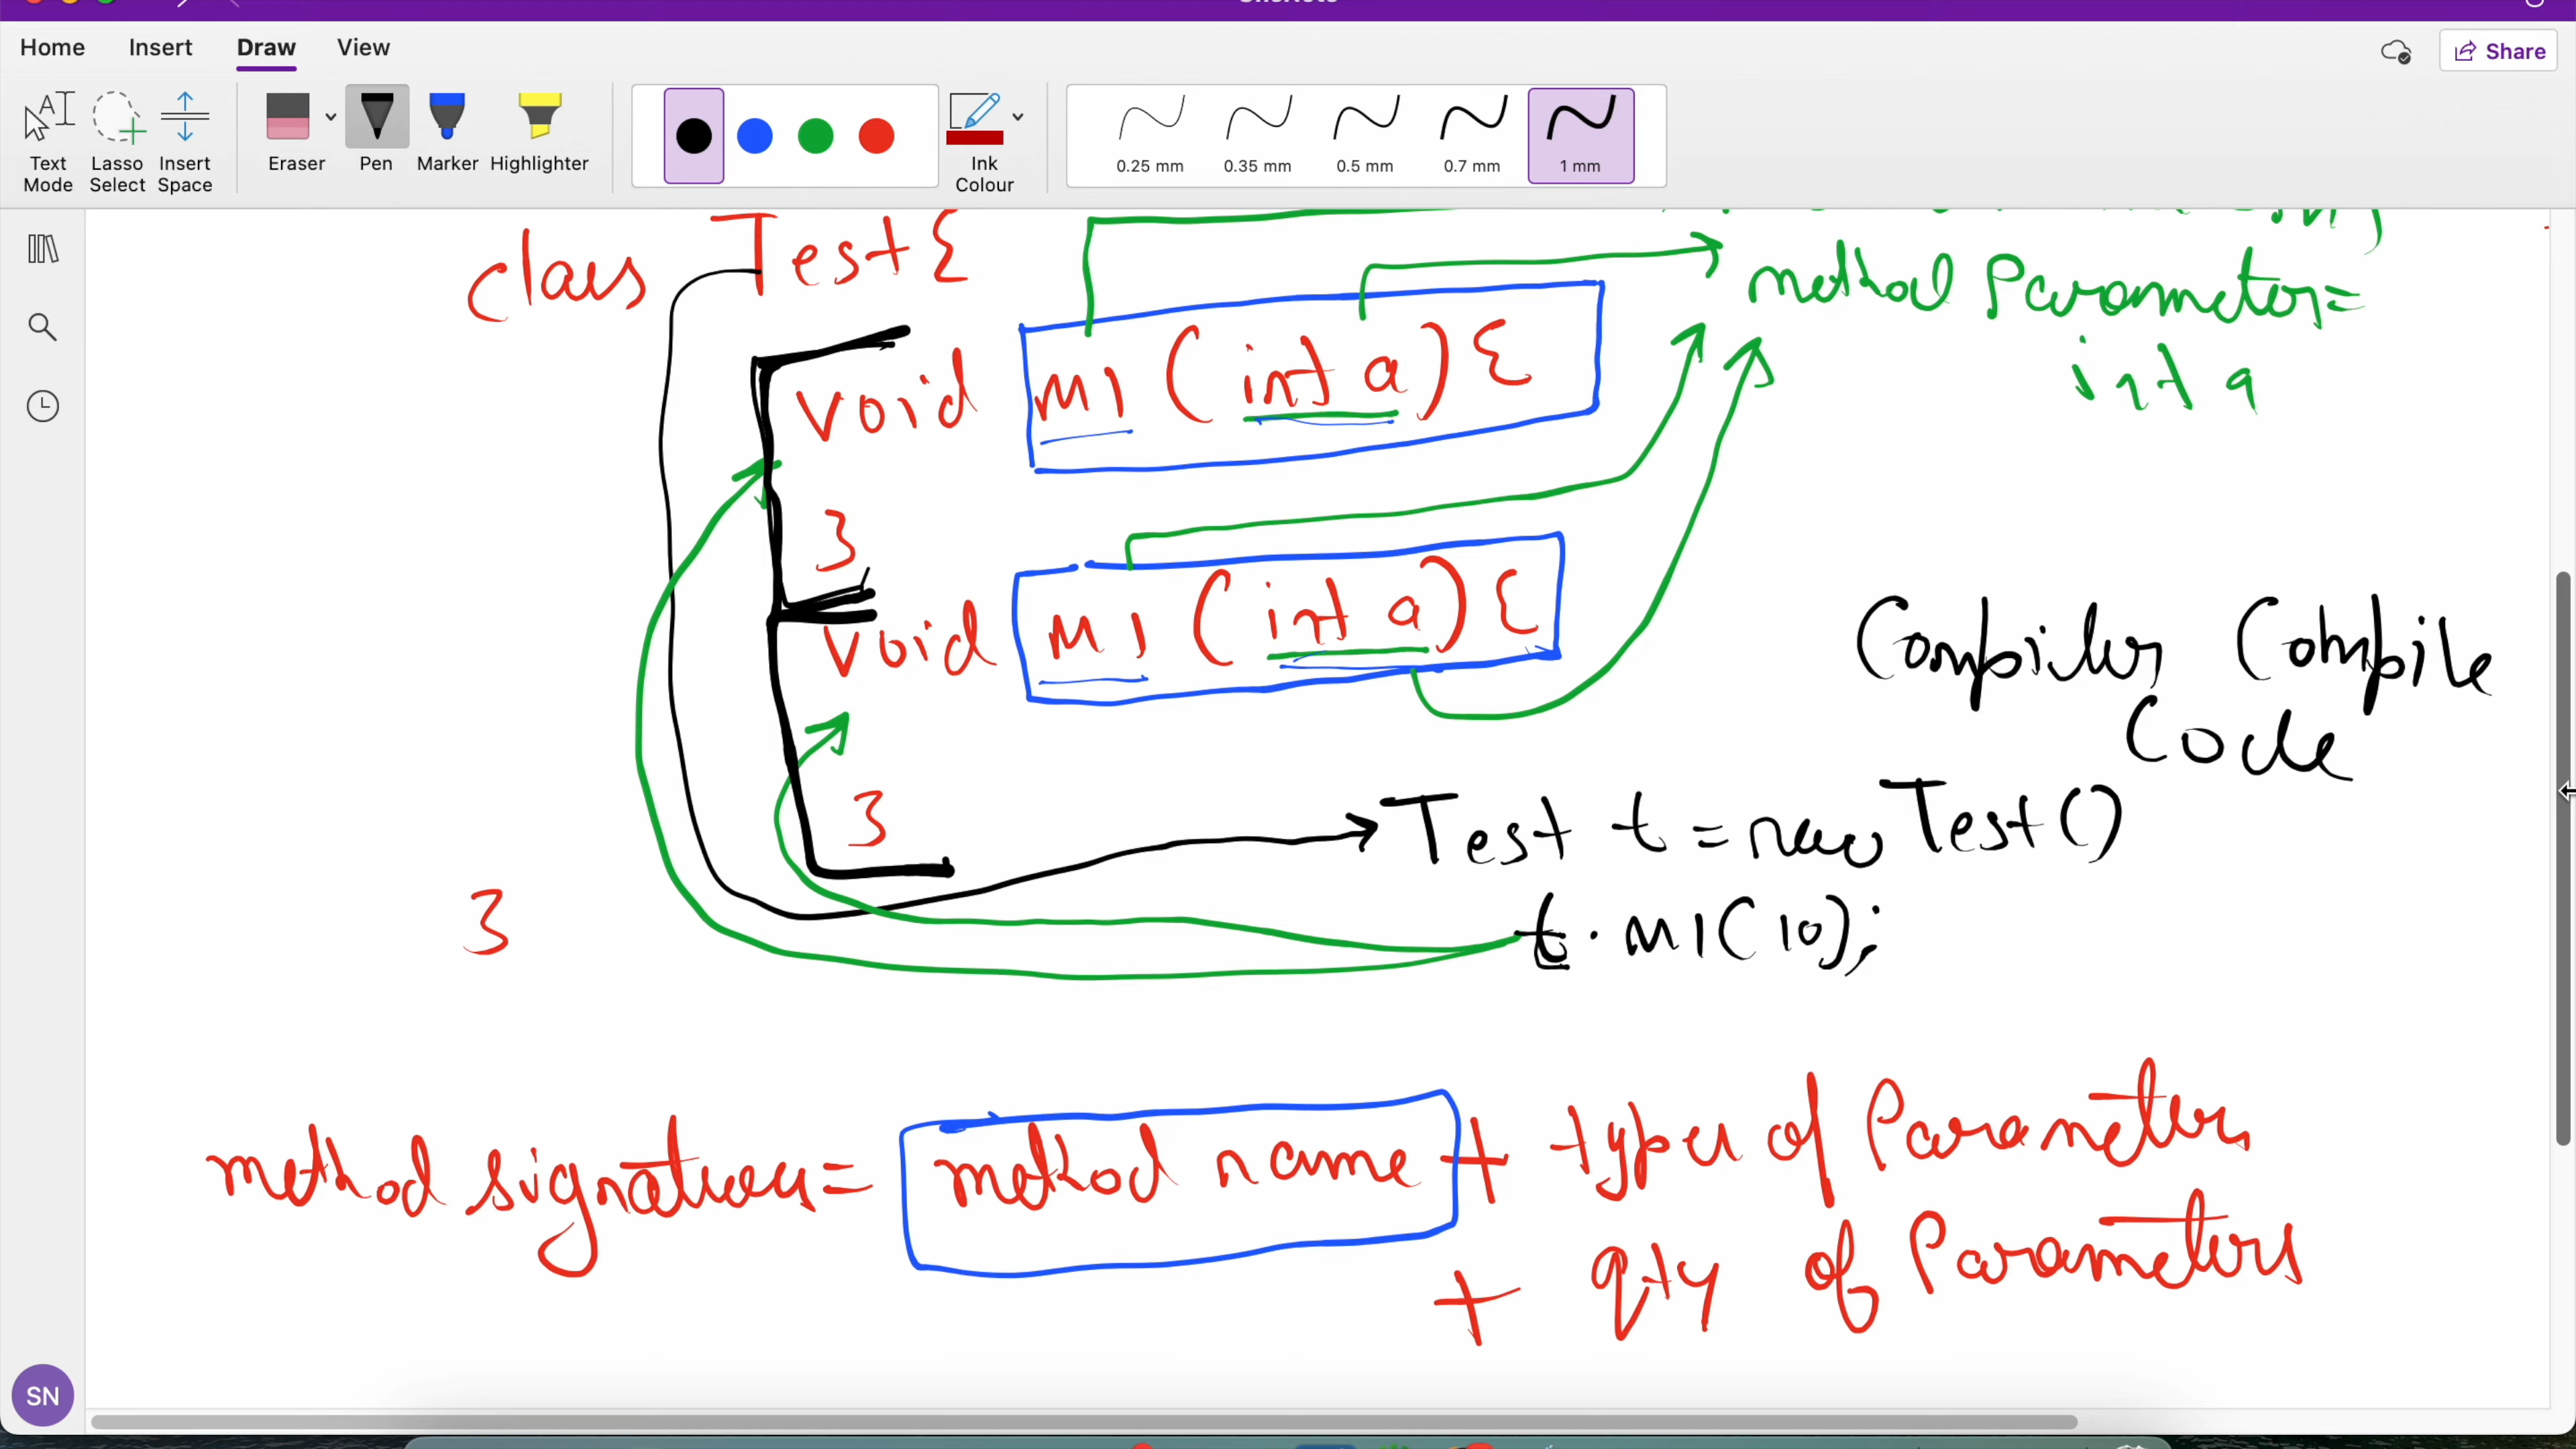 Home Insert Draw View
Share
Text Mode
Lasso Select
Insert Space
Eraser
Pen
Marker
Highlighter
Ink Colour
0.25 mm
0.35 mm
0.5 mm
0.7 mm
1 mm
class Test {
method Parameter=
int a
void m1 (int a) {
}
void m1 (int a) {
}
}
Compiler Compile
Code
Test t = new Test()
t. m1(10);
method signature= method name + types of Parameters
+ qty of Parameters
SN